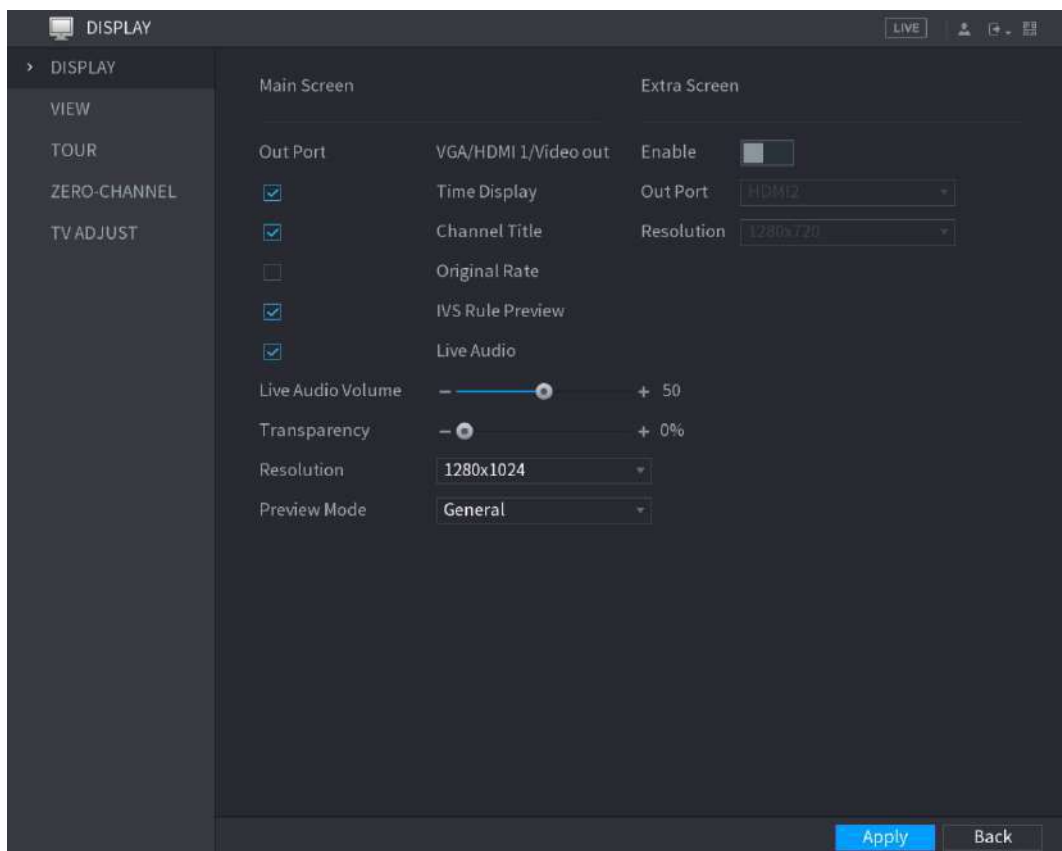 DISPLAY
LIVE
DISPLAY
VIEW
TOUR
ZERO-CHANNEL
TV ADJUST
Main Screen
Extra Screen
Out Port VGA/HDMI 1/Video out
Enable
Time Display
Out Port HDMI2
Channel Title
Resolution 1280x720
Original Rate
IVS Rule Preview
Live Audio
Live Audio Volume − + 50
Transparency − + 0%
Resolution 1280x1024
Preview Mode General
Apply Back